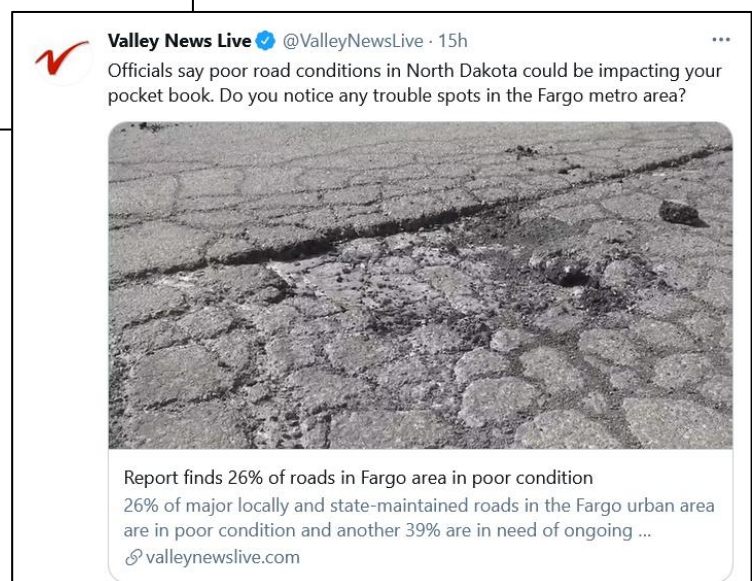 Valley News Live @ValleyNewsLive · 15h
Officials say poor road conditions in North Dakota could be impacting your
pocket book. Do you notice any trouble spots in the Fargo metro area?
Report finds 26% of roads in Fargo area in poor condition
26% of major locally and state-maintained roads in the Fargo urban area
are in poor condition and another 39% are in need of ongoing ...
valleynewslive.com